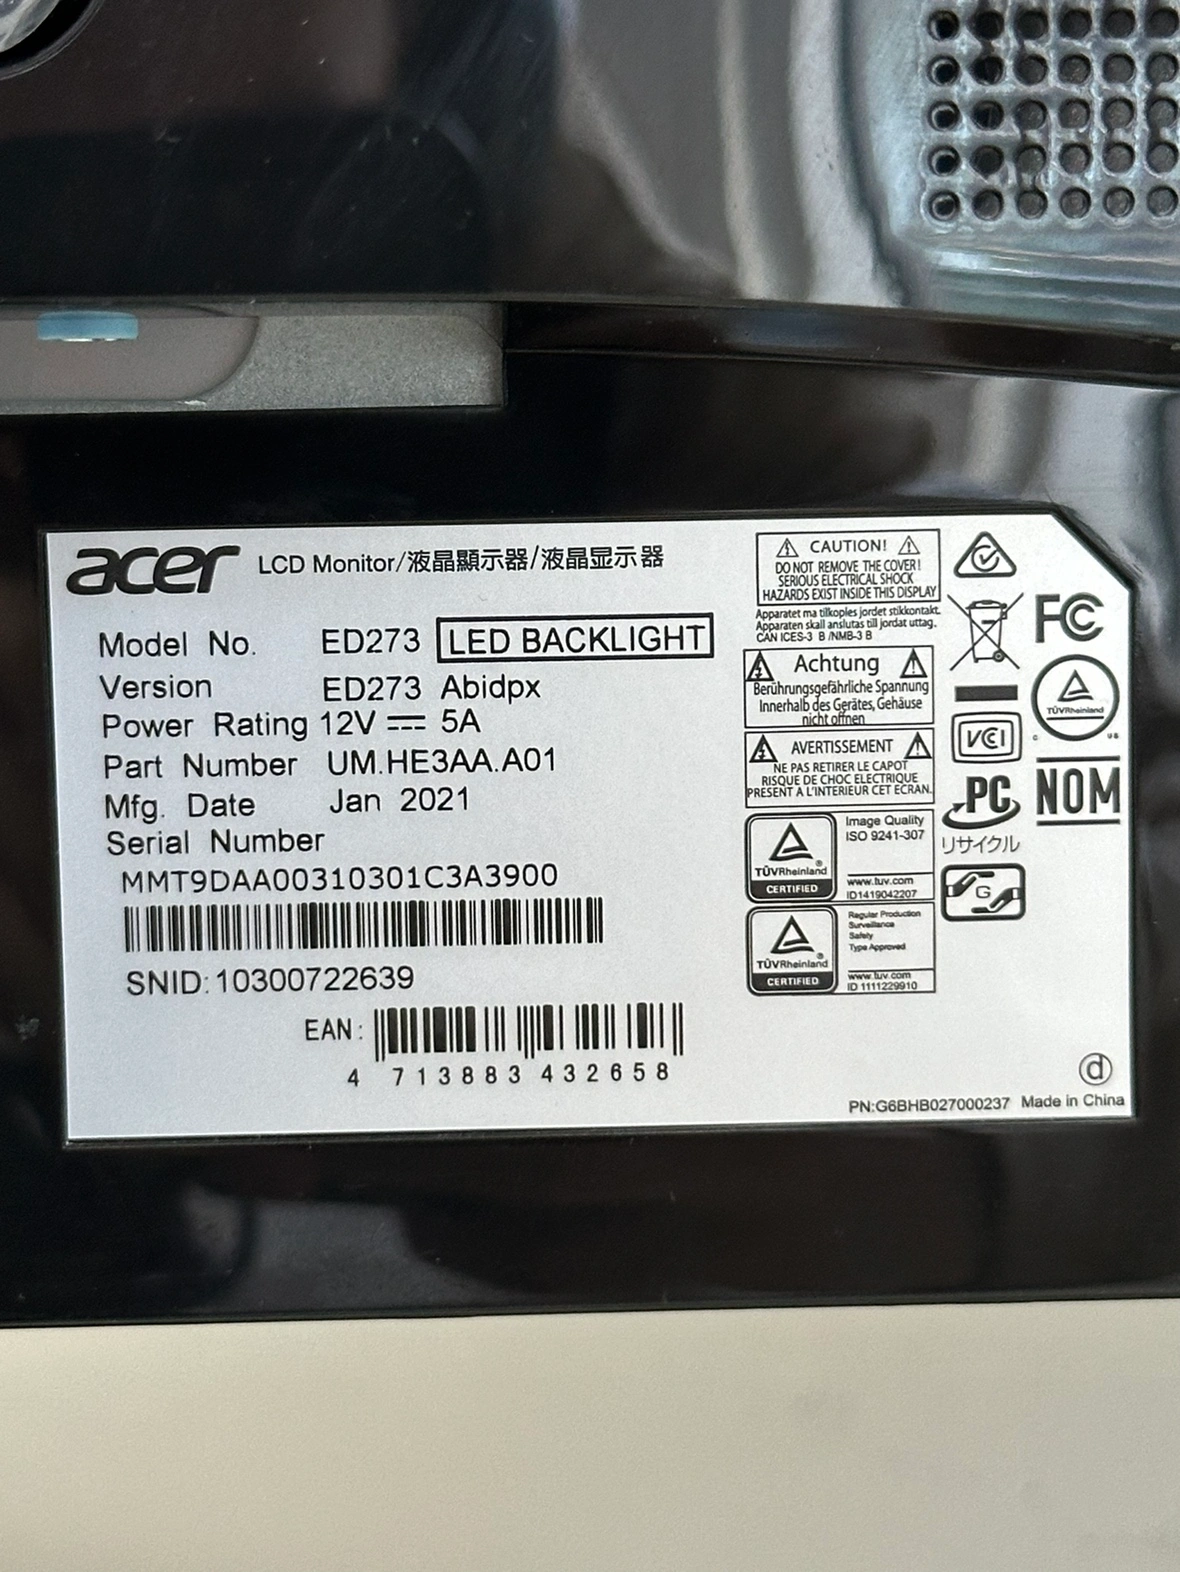 acer LCD Monitor/液晶顯示器/液晶显示器
Model No. ED273 LED BACKLIGHT
Version ED273 Abidpx
Power Rating 12V 5A
Part Number UM.HE3AA.A01
Mfg. Date Jan 2021
Serial Number
MMT9DAA00310301C3A3900
SNID:10300722639
EAN:
4 713883 432658
CAUTION!
DO NOT REMOVE THE COVER!
SERIOUS ELECTRICAL SHOCK
HAZARDS EXIST INSIDE THIS DISPLAY
Apparatet ma tilkoples jordet stikkontakt.
Apparaten skall anslutas till jordat uttag.
CAN ICES-3 B /NMB-3 B
Achtung
Berührungsgefährliche Spannung
Innerhalb des Gerätes, Gehäuse
nicht offnen
AVERTISSEMENT
NE PAS RETIRER LE CAPOT
RISQUE DE CHOC ELECTRIQUE
PRESENT A L'INTERIEUR CET ECRAN.
TÜVRheinland
CERTIFIED
Image Quality
ISO 9241-307
www.tuv.com
ID1419042207
TÜVRheinland
CERTIFIED
Regular Production
Surveillance
Safety
Type Approved
www.tuv.com
ID 1111229910
FC
TÜVRheinland
C US
VCI
PC
リサイクル
NOM
G
d
PN:G6BHB027000237 Made in China